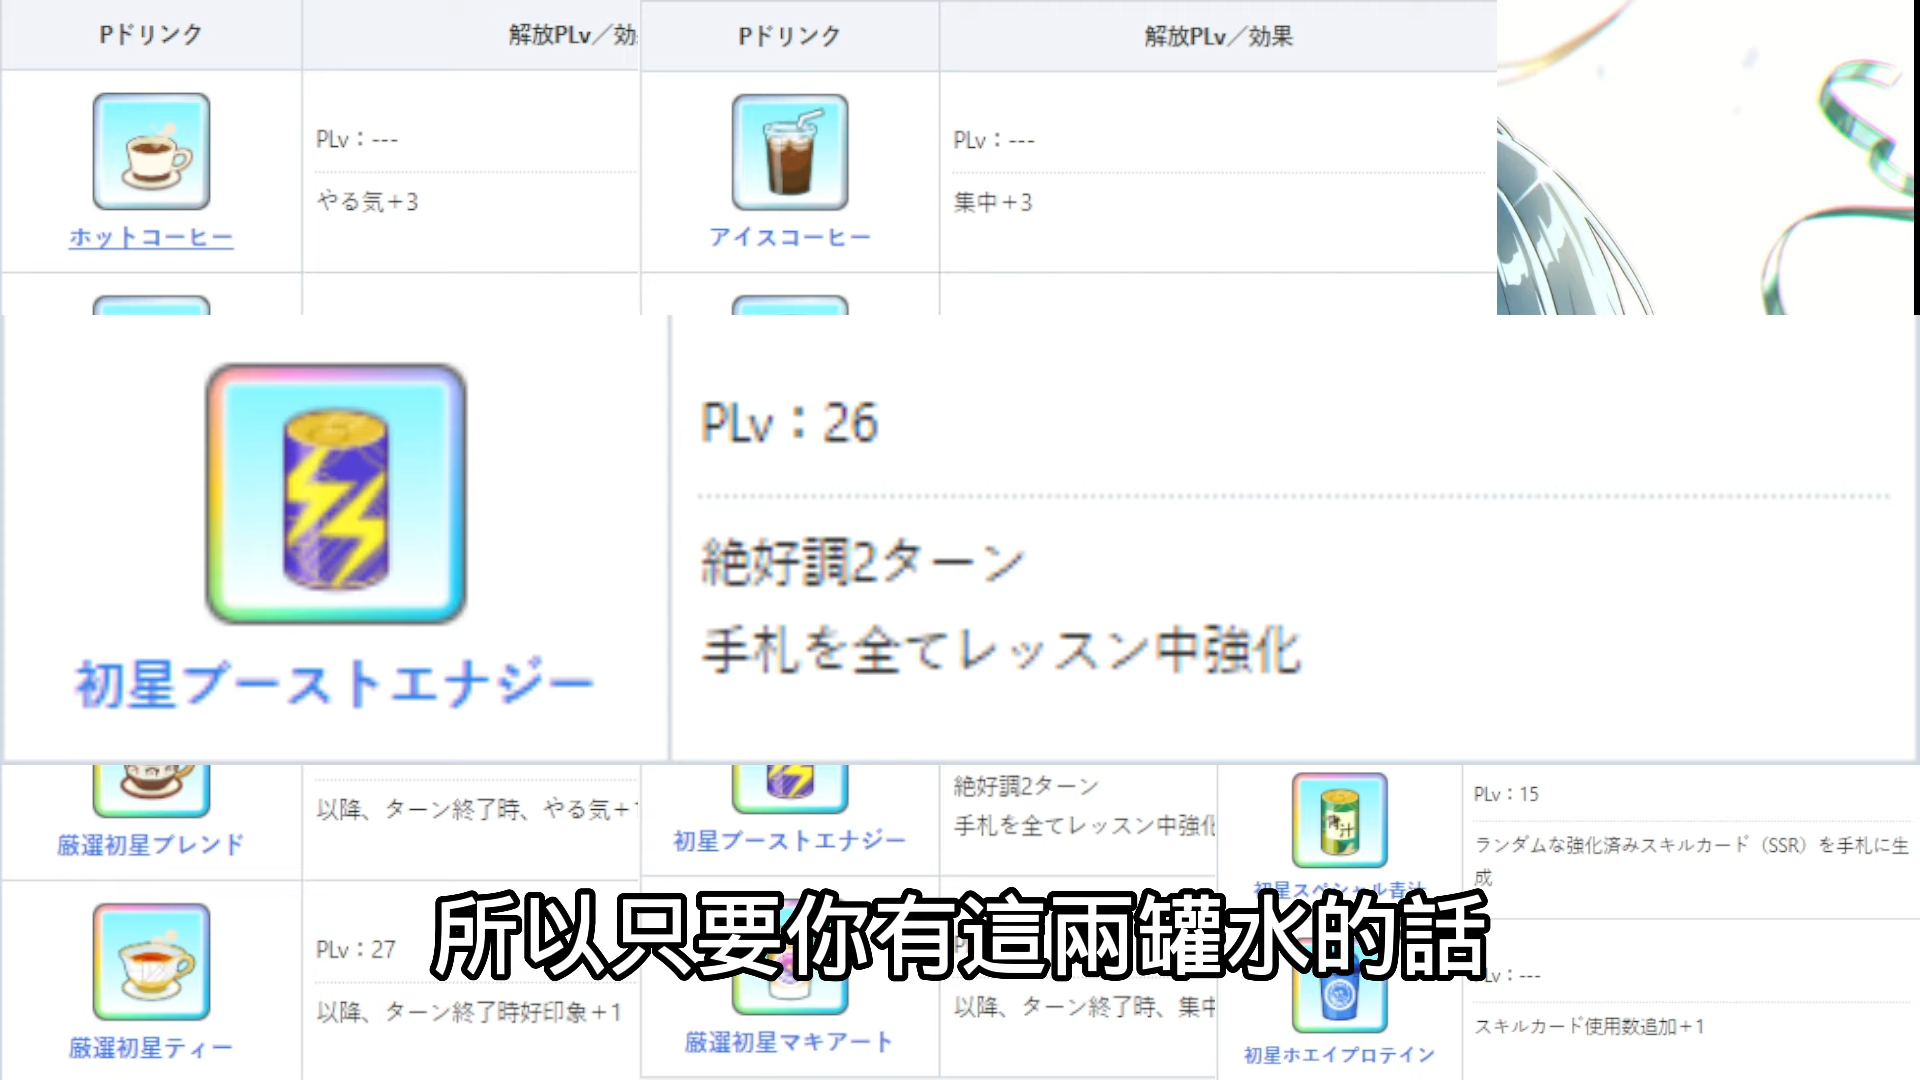 Pドリンク
解放PLv／効
Pドリンク
解放PLv／効果
PLv：---
やる気＋3
ホットコーヒー
PLv：---
集中＋3
アイスコーヒー
PLv：26
絶好調2ターン
手札を全てレッスン中強化
初星ブーストエナジー
以降、ターン終了時、やる気＋1
厳選初星ブレンド
絶好調2ターン
手札を全てレッスン中強化
初星ブーストエナジー
PLv：15
ランダムな強化済みスキルカード（SSR）を手札に生
成
初星スペシャル青汁
所以只要你有這兩罐水的話
PLv：27
以降、ターン終了時好印象＋1
厳選初星ティー
以降、ターン終了時、集中
厳選初星マキアート
Lv：---
スキルカード使用数追加＋1
初星ホエイプロテイン